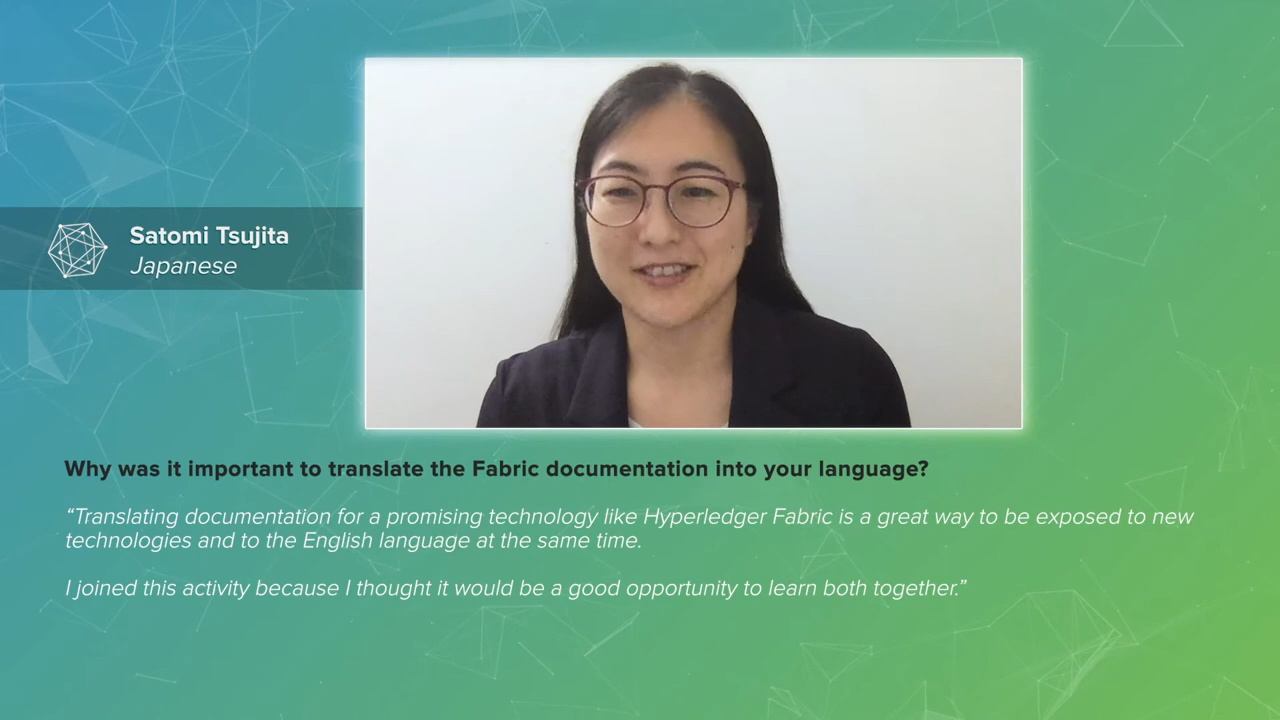 Satomi Tsujita
Japanese
Why was it important to translate the Fabric documentation into your language?
“Translating documentation for a promising technology like Hyperledger Fabric is a great way to be exposed to new
technologies and to the English language at the same time.
I joined this activity because I thought it would be a good opportunity to learn both together.”